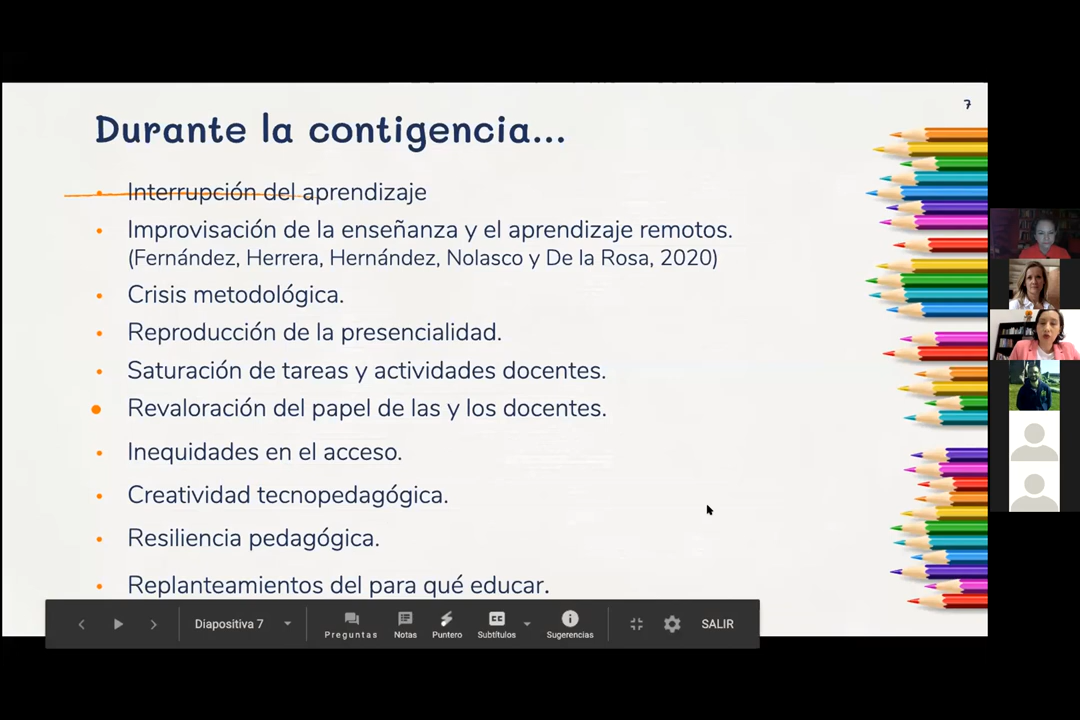 7
Durante la contigencia...
• Interrupción del aprendizaje
• Improvisación de la enseñanza y el aprendizaje remotos.
(Fernández, Herrera, Hernández, Nolasco y De la Rosa, 2020)
• Crisis metodológica.
• Reproducción de la presencialidad.
• Saturación de tareas y actividades docentes.
• Revaloración del papel de las y los docentes.
• Inequidades en el acceso.
• Creatividad tecnopedagógica.
• Resiliencia pedagógica.
• Replanteamientos del para qué educar.
Diapositiva 7
Preguntas
Notas
Puntero
CC
Subtítulos
Sugerencias
SALIR